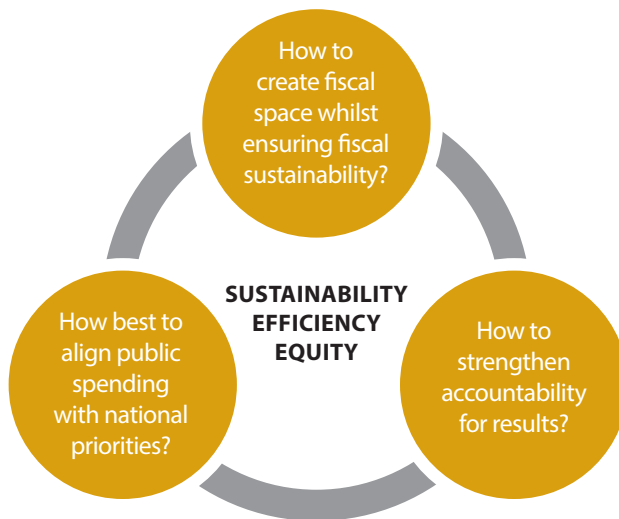 How to
create fiscal
space whilst
ensuring fiscal
sustainability?
SUSTAINABILITY
EFFICIENCY
EQUITY
How best to
align public
spending
with national
priorities?
How to
strengthen
accountability
for results?